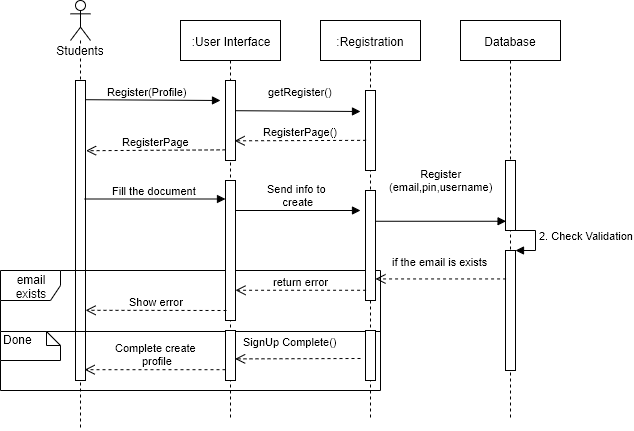 Students
:User Interface
:Registration
Database
Register(Profile)
getRegister()
RegisterPage()
RegisterPage
Fill the document
Send info to
create
Register
(email,pin,username)
2. Check Validation
if the email is exists
email
exists
return error
Show error
Done
SignUp Complete()
Complete create
profile